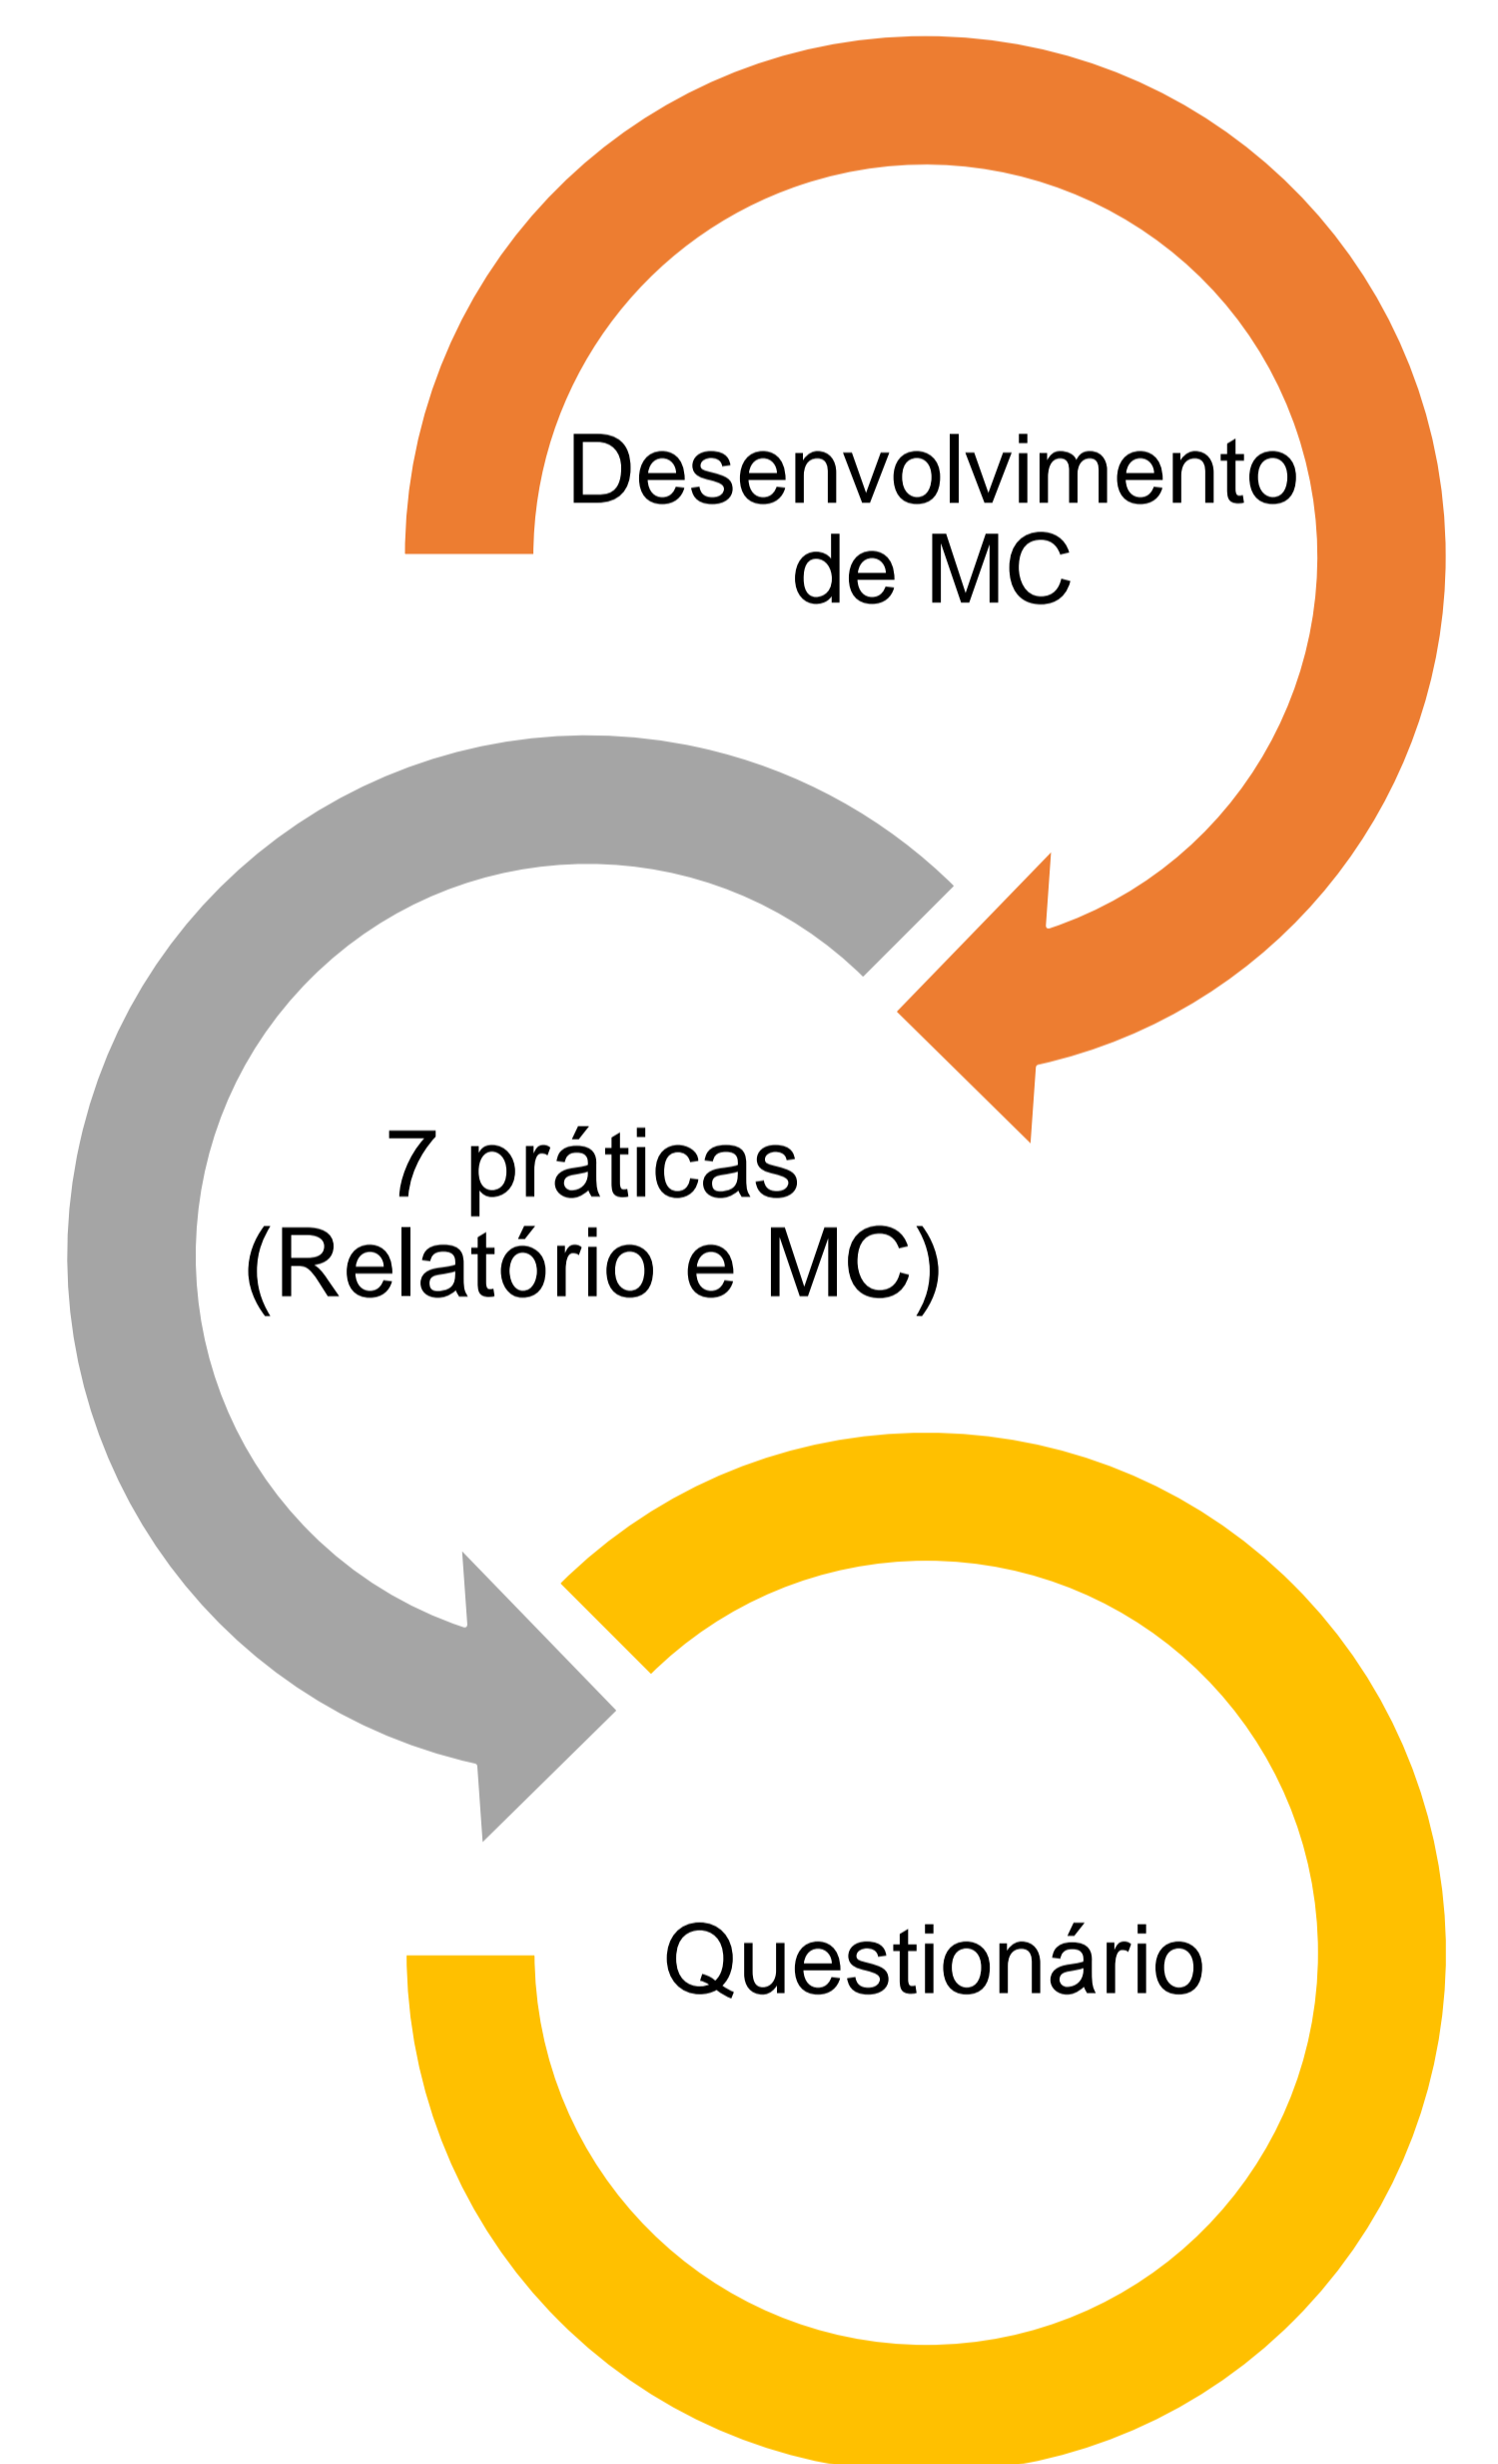 Desenvolvimento
de MC
7 práticas
(Relatório e MC)
Questionário